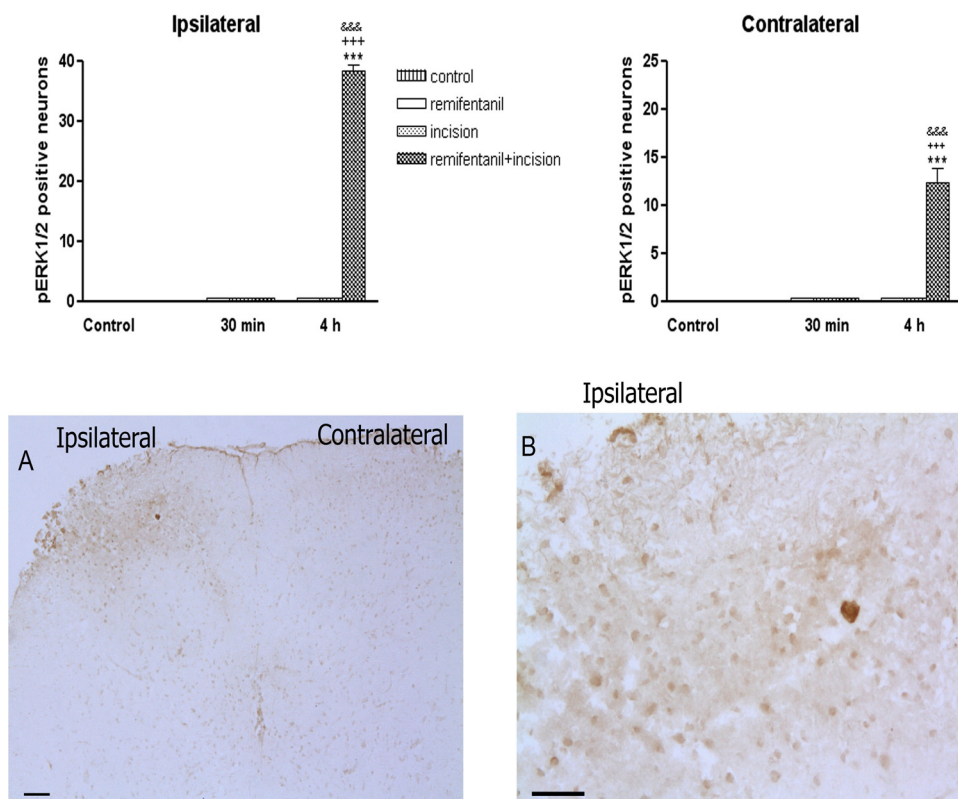 Ipsilateral
&&&
+++
***
pERK1/2 positive neurons
40
30
20
10
0
Control
30 min
4 h
control
remifentanil
incision
remifentanil+incision
Contralateral
&&&
+++
***
pERK1/2 positive neurons
25
20
15
10
5
0
Control
30 min
4 h
A
Ipsilateral
Contralateral
Ipsilateral
B